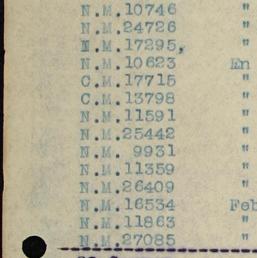 N.M.10746 "
N.M.24726 "
N.M.17295, "
N.M.10623 En
C.M.17715 "
C.M.13798 "
N.M.11591 "
N.M.25442 "
N.M. 9931 "
N.M.11359 "
N.M.26409 "
N.M.16534 Feb
N.M.11863 "
N.M.27085 "